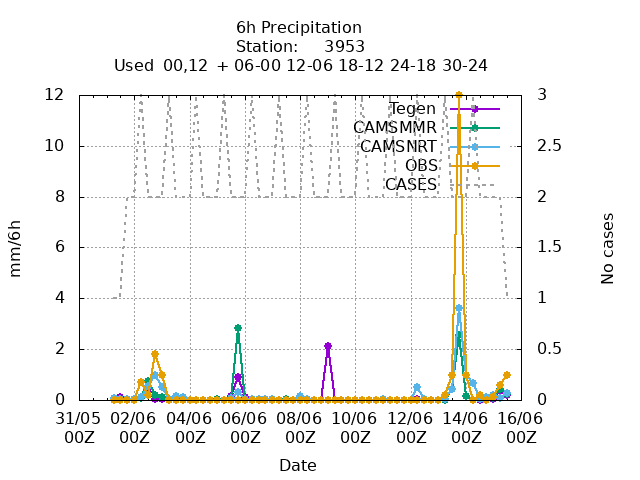 6h Precipitation
Station: 3953
Used 00,12 + 06-00 12-06 18-12 24-18 30-24
12 3
Tegen
CAMSMMR
10 2.5
CAMSNRT
OBS
CASES
8 2
6 1.5
mm/6h
No cases
4 1
2 0.5
0 0
31/05 02/06 04/06 06/06 08/06 10/06 12/06 14/06 16/06
00Z 00Z 00Z 00Z 00Z 00Z 00Z 00Z 00Z
Date